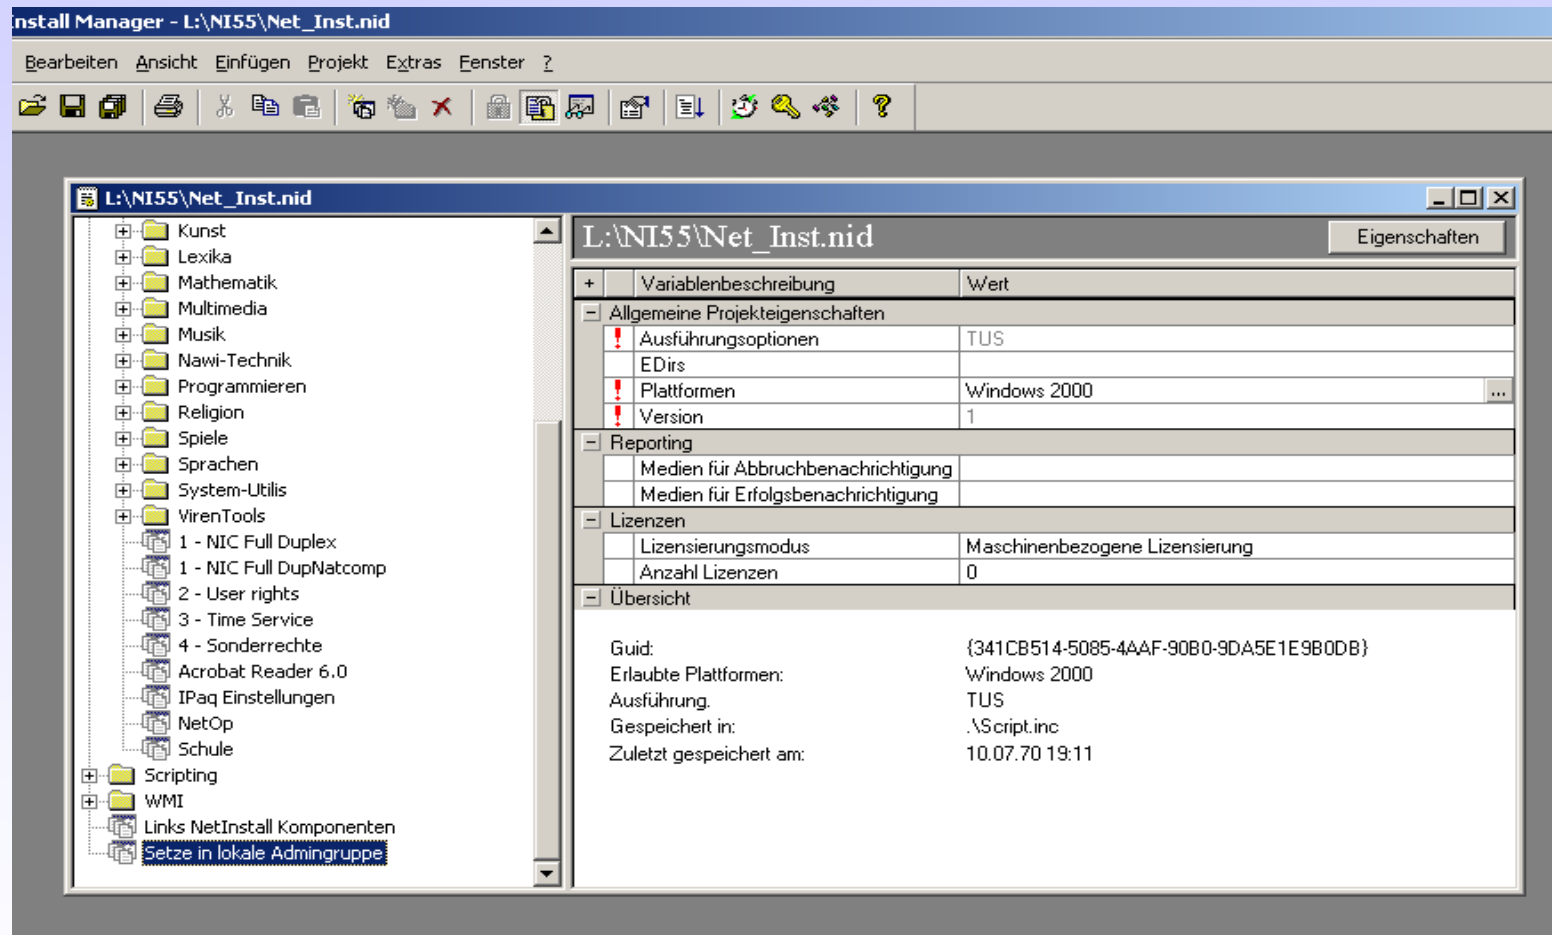 nstall Manager - L:\NI55\Net_Inst.nid
Bearbeiten Ansicht Einfügen Projekt Extras Fenster ?
L:\NI55\Net_Inst.nid
Kunst
Lexika
Mathematik
Multimedia
Musik
Nawi-Technik
Programmieren
Religion
Spiele
Sprachen
System-Utilis
VirenTools
1 - NIC Full Duplex
1 - NIC Full DupNatcomp
2 - User rights
3 - Time Service
4 - Sonderrechte
Acrobat Reader 6.0
IPaq Einstellungen
NetOp
Schule
Scripting
WMI
Links NetInstall Komponenten
Setze in lokale Admingruppe
L:\NI55\Net_Inst.nid Eigenschaften
+ Variablenbeschreibung Wert
Allgemeine Projekteigenschaften
! Ausführungsoptionen TUS
EDirs
! Plattformen Windows 2000 ...
! Version 1
Reporting
Medien für Abbruchbenachrichtigung
Medien für Erfolgsbenachrichtigung
Lizenzen
Lizensierungsmodus Maschinenbezogene Lizensierung
Anzahl Lizenzen 0
Übersicht
Guid: {341CB514-5085-4AAF-90B0-9DA5E1E9B0DB}
Erlaubte Plattformen: Windows 2000
Ausführung. TUS
Gespeichert in: .\Script.inc
Zuletzt gespeichert am: 10.07.70 19:11